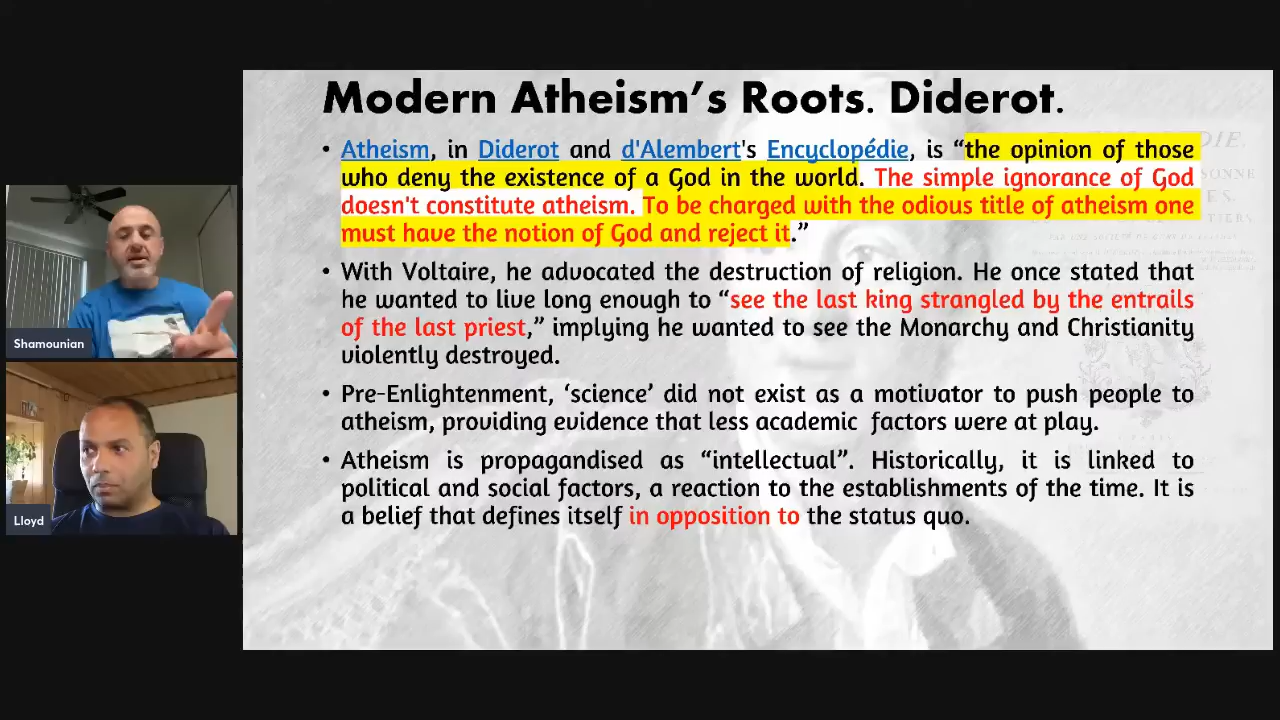 Modern Atheism's Roots. Diderot.
• Atheism, in Diderot and d'Alembert's Encyclopédie, is “the opinion of those
who deny the existence of a God in the world. The simple ignorance of God
doesn't constitute atheism. To be charged with the odious title of atheism one
must have the notion of God and reject it.”
• With Voltaire, he advocated the destruction of religion. He once stated that
he wanted to live long enough to “see the last king strangled by the entrails
of the last priest,” implying he wanted to see the Monarchy and Christianity
violently destroyed.
• Pre-Enlightenment, ‘science’ did not exist as a motivator to push people to
atheism, providing evidence that less academic factors were at play.
• Atheism is propagandised as “intellectual”. Historically, it is linked to
political and social factors, a reaction to the establishments of the time. It is
a belief that defines itself in opposition to the status quo.
Shamounian
Lloyd